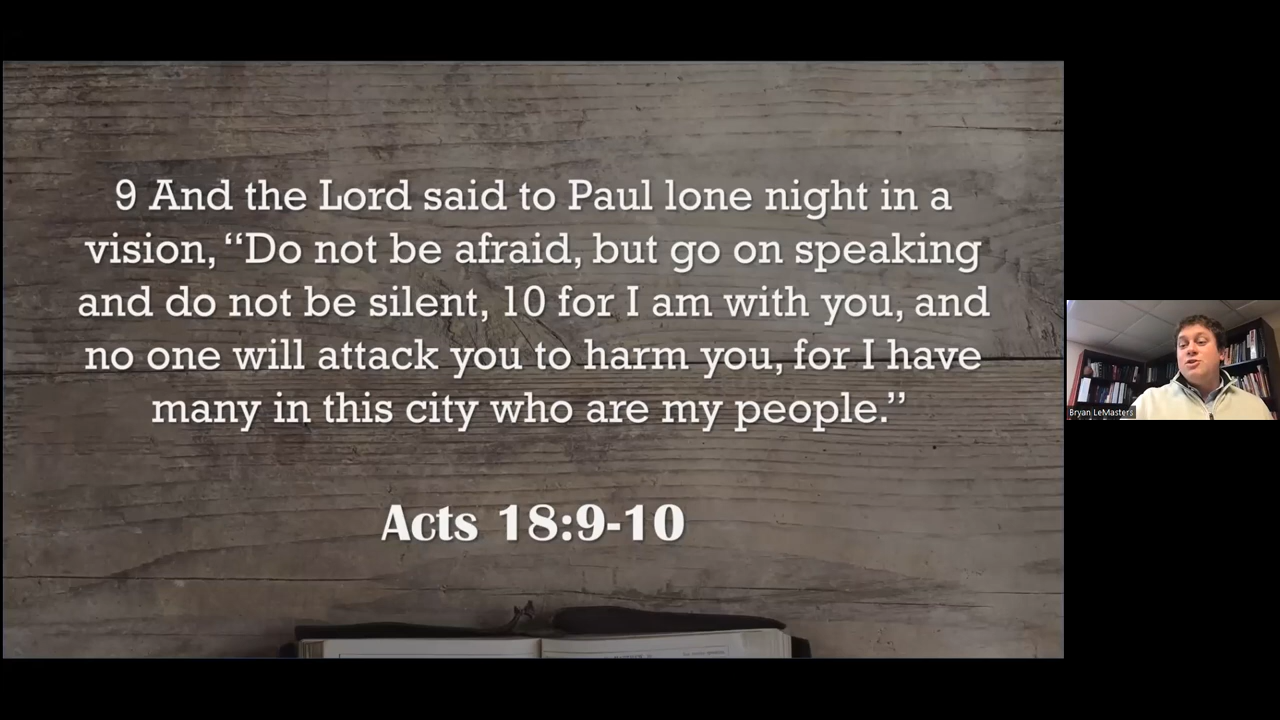 9 And the Lord said to Paul lone night in a
vision, “Do not be afraid, but go on speaking
and do not be silent, 10 for I am with you, and
no one will attack you to harm you, for I have
many in this city who are my people.”
Acts 18:9-10
Bryan LeMasters